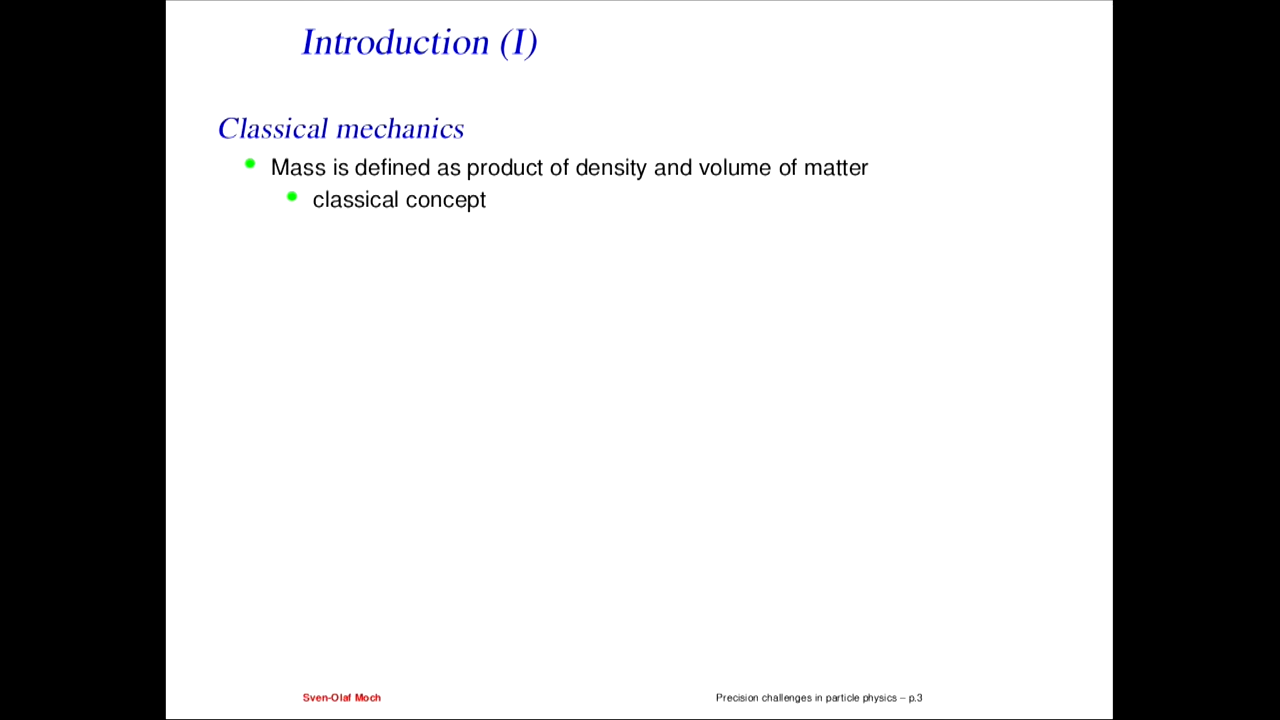 Introduction (I)
Classical mechanics
Mass is defined as product of density and volume of matter
classical concept
Sven-Olaf Moch
Precision challenges in particle physics – p.3